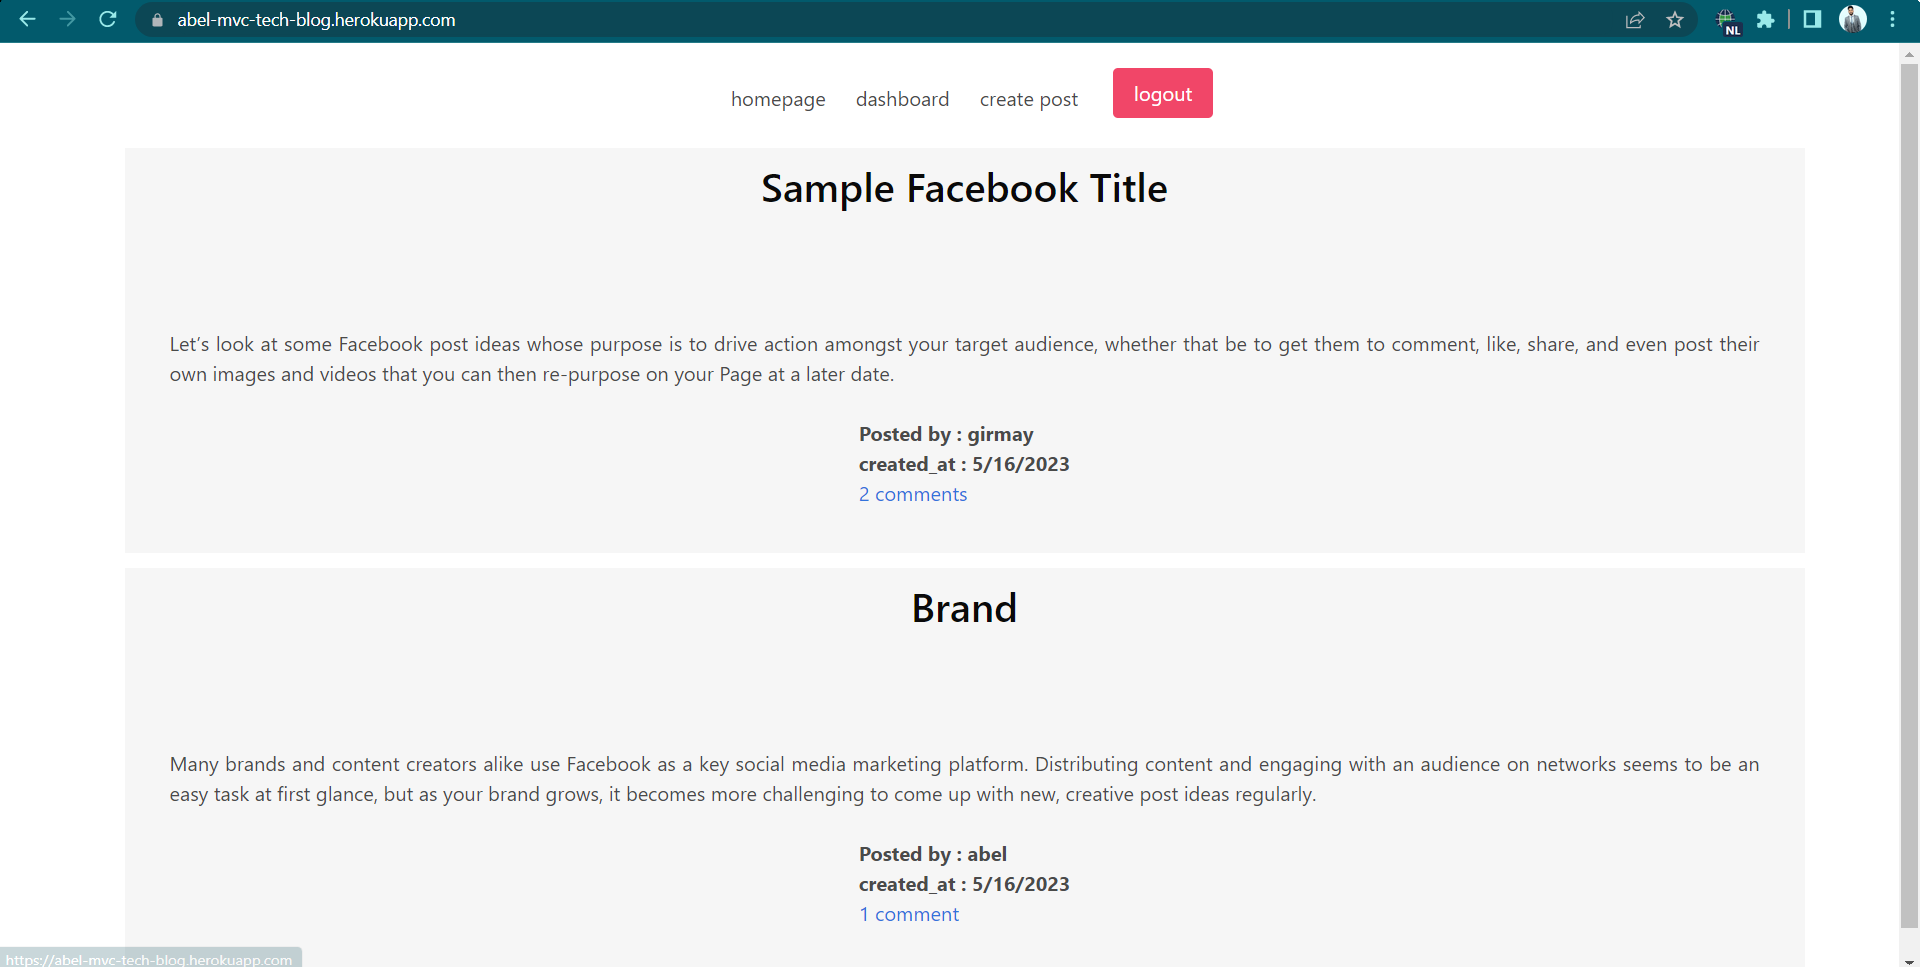 abel-mvc-tech-blog.herokuapp.com
NL
homepage dashboard create post logout
Sample Facebook Title
Let’s look at some Facebook post ideas whose purpose is to drive action amongst your target audience, whether that be to get them to comment, like, share, and even post their
own images and videos that you can then re-purpose on your Page at a later date.
Posted by : girmay
created_at : 5/16/2023
2 comments
Brand
Many brands and content creators alike use Facebook as a key social media marketing platform. Distributing content and engaging with an audience on networks seems to be an
easy task at first glance, but as your brand grows, it becomes more challenging to come up with new, creative post ideas regularly.
Posted by : abel
created_at : 5/16/2023
1 comment
https://abel-mvc-tech-blog.herokuapp.com